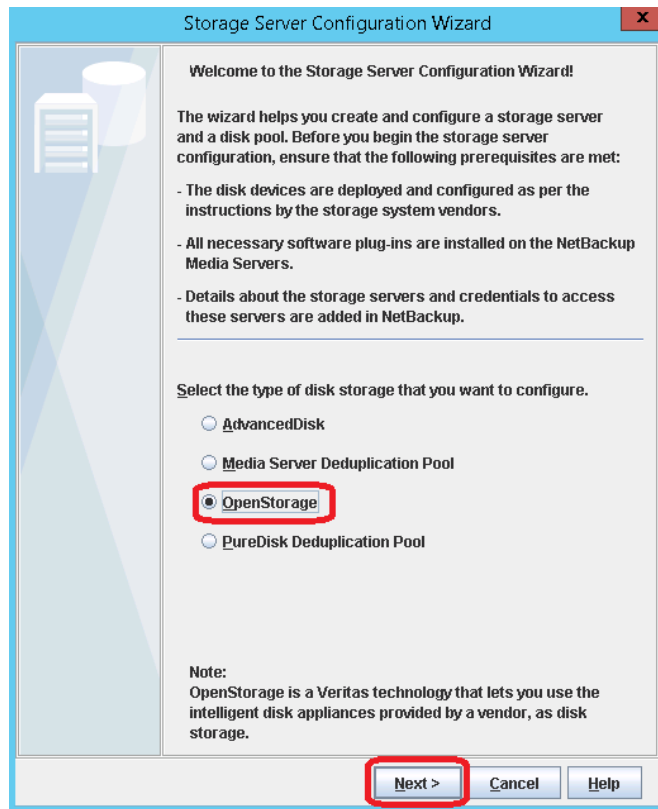 Storage Server Configuration Wizard
x
Welcome to the Storage Server Configuration Wizard!
The wizard helps you create and configure a storage server
and a disk pool. Before you begin the storage server
configuration, ensure that the following prerequisites are met:
- The disk devices are deployed and configured as per the
instructions by the storage system vendors.
- All necessary software plug-ins are installed on the NetBackup
Media Servers.
- Details about the storage servers and credentials to access
these servers are added in NetBackup.
Select the type of disk storage that you want to configure.
AdvancedDisk
Media Server Deduplication Pool
OpenStorage
PureDisk Deduplication Pool
Note:
OpenStorage is a Veritas technology that lets you use the
intelligent disk appliances provided by a vendor, as disk
storage.
Next >
Cancel
Help